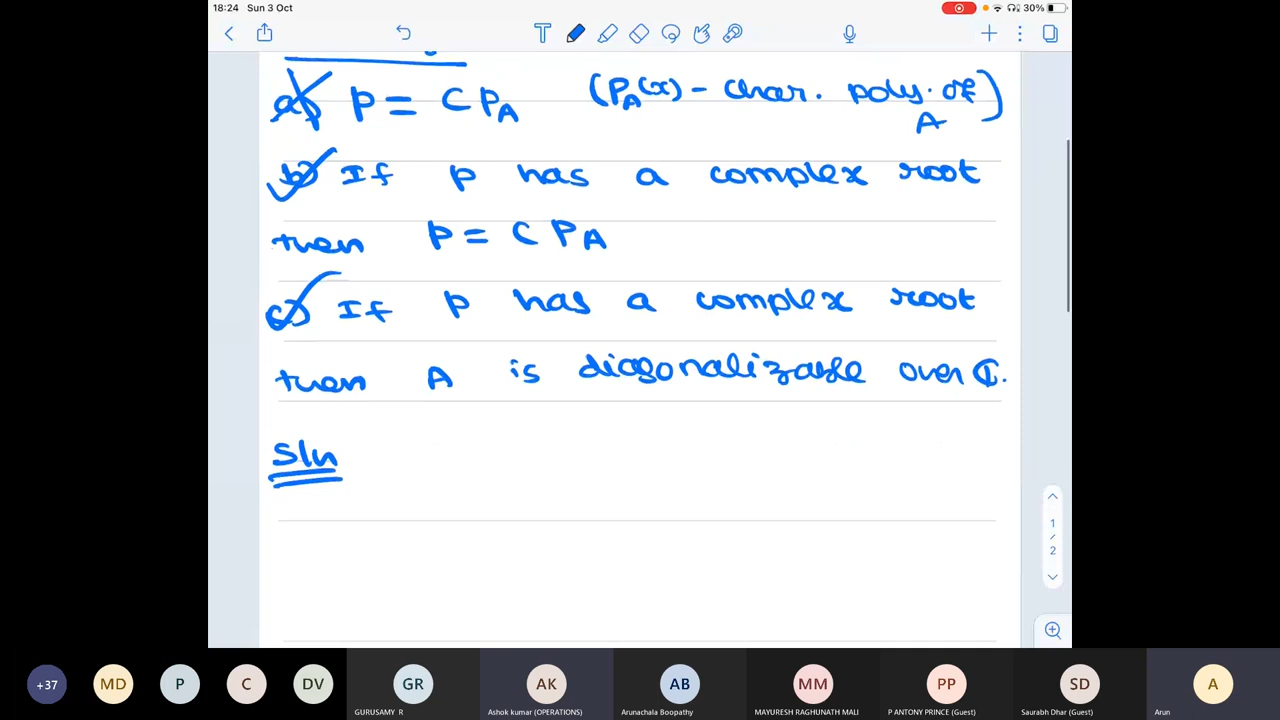 18:24 Sun 3 Oct
30%
a) p = C P_A (P_A(x) - char. poly. of A)
b) If p has a complex root
then p = C P_A
c) If p has a complex root
then A is diagonalizable over ℂ.
Sln
1
/
2
+37
MD
P
C
DV
GR
AK
AB
MM
PP
SD
A
GURUSAMY R
Ashok kumar (OPERATIONS)
Arunachala Boopathy
MAYURESH RAGHUNATH MALI
P ANTONY PRINCE (Guest)
Saurabh Dhar (Guest)
Arun